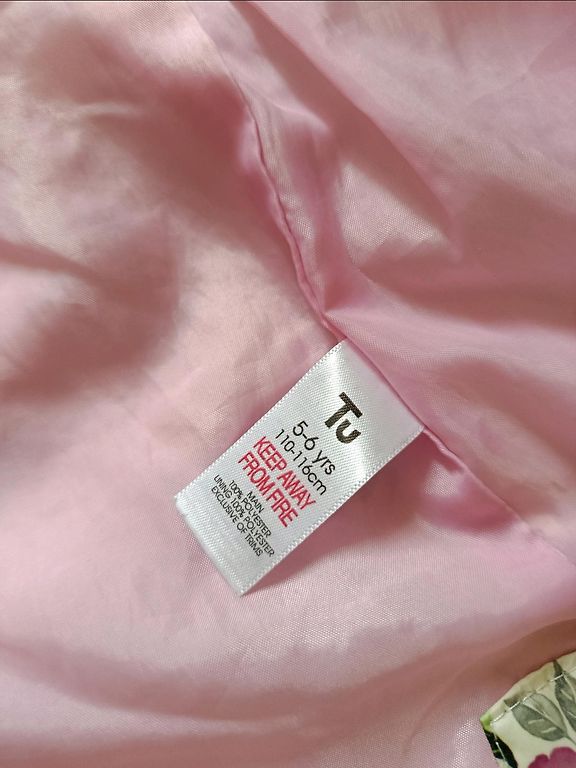 Tu
5-6 yrs
110-116cm
KEEP AWAY
FROM FIRE
MAIN
100% POLYESTER
LINING 100% POLYESTER
EXCLUSIVE OF TRIMS